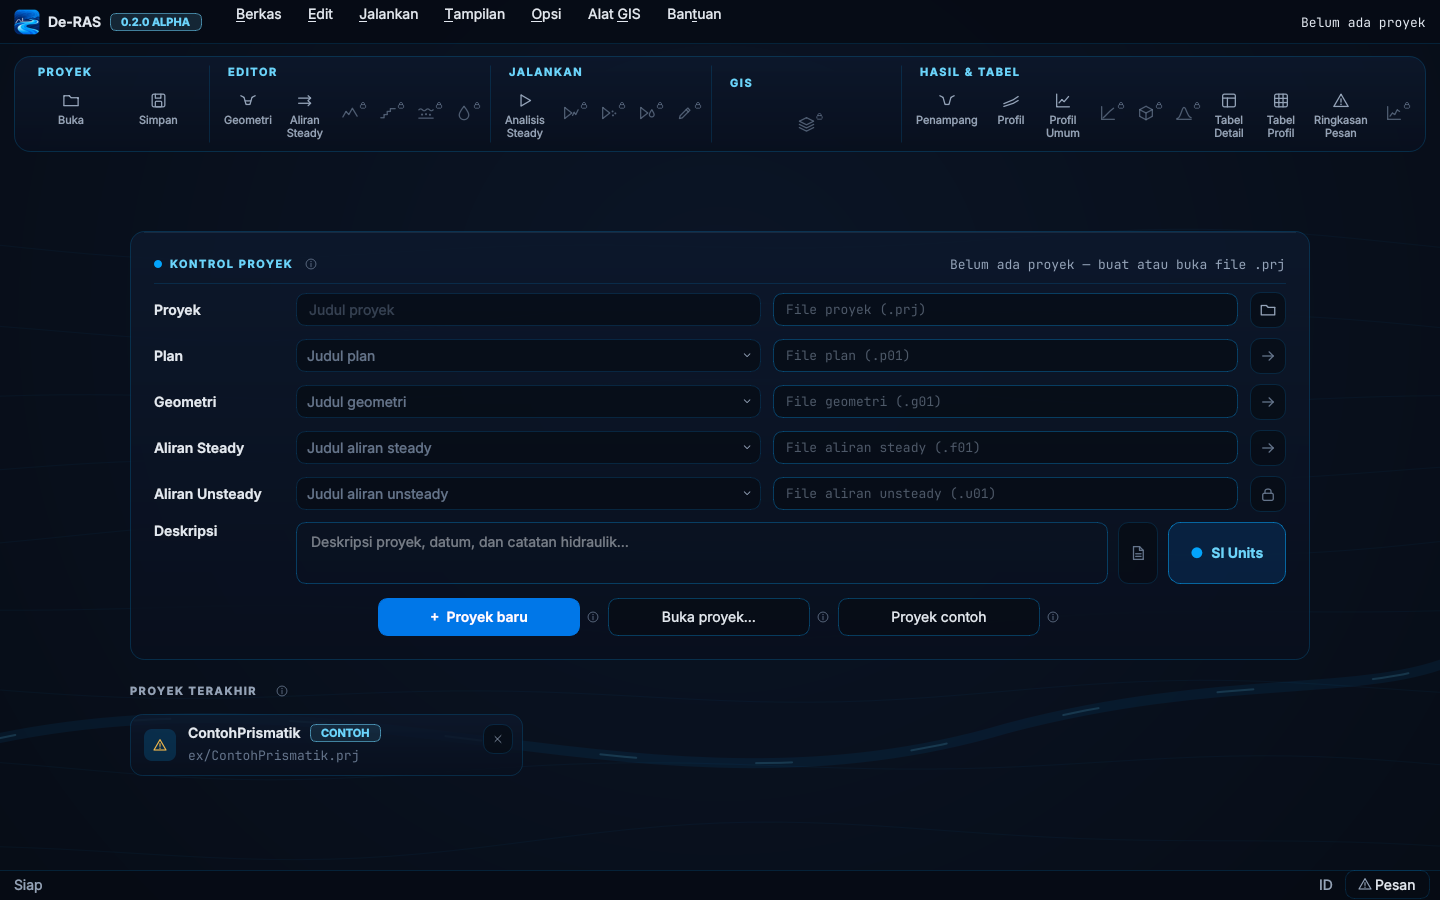 De-RAS 0.2.0 ALPHA Berkas Edit Jalankan Tampilan Opsi Alat GIS Bantuan Belum ada proyek
PROYEK
Buka Simpan
EDITOR
Geometri Aliran Steady
JALANKAN
Analisis Steady
GIS
HASIL & TABEL
Penampang Profil Profil Umum Tabel Detail Tabel Profil Ringkasan Pesan
KONTROL PROYEK Belum ada proyek — buat atau buka file .prj
Proyek Judul proyek File proyek (.prj)
Plan Judul plan File plan (.p01)
Geometri Judul geometri File geometri (.g01)
Aliran Steady Judul aliran steady File aliran steady (.f01)
Aliran Unsteady Judul aliran unsteady File aliran unsteady (.u01)
Deskripsi Deskripsi proyek, datum, dan catatan hidraulik... SI Units
+ Proyek baru Buka proyek... Proyek contoh
PROYEK TERAKHIR
ContohPrismatik CONTOH
ex/ContohPrismatik.prj
Siap ID Pesan